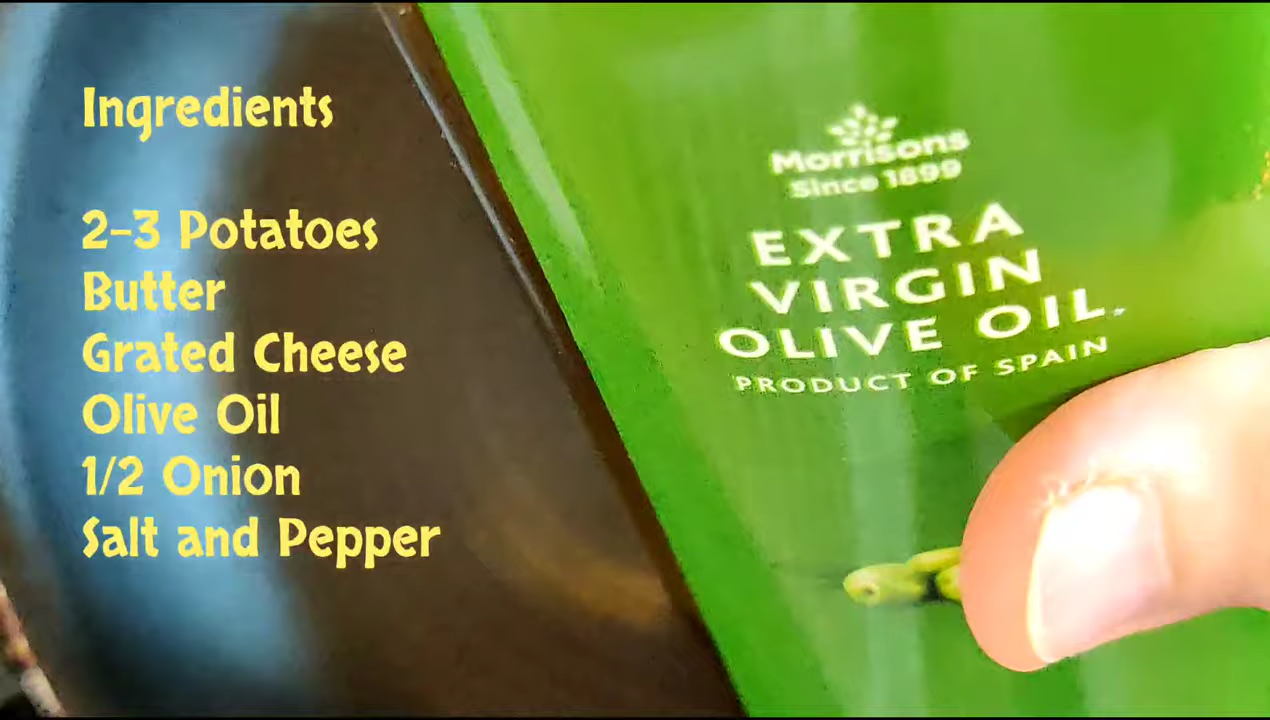 Ingredients
2-3 Potatoes
Butter
Grated Cheese
Olive Oil
1/2 Onion
Salt and Pepper
Morrisons
Since 1899
EXTRA
VIRGIN
OLIVE OIL.
PRODUCT OF SPAIN